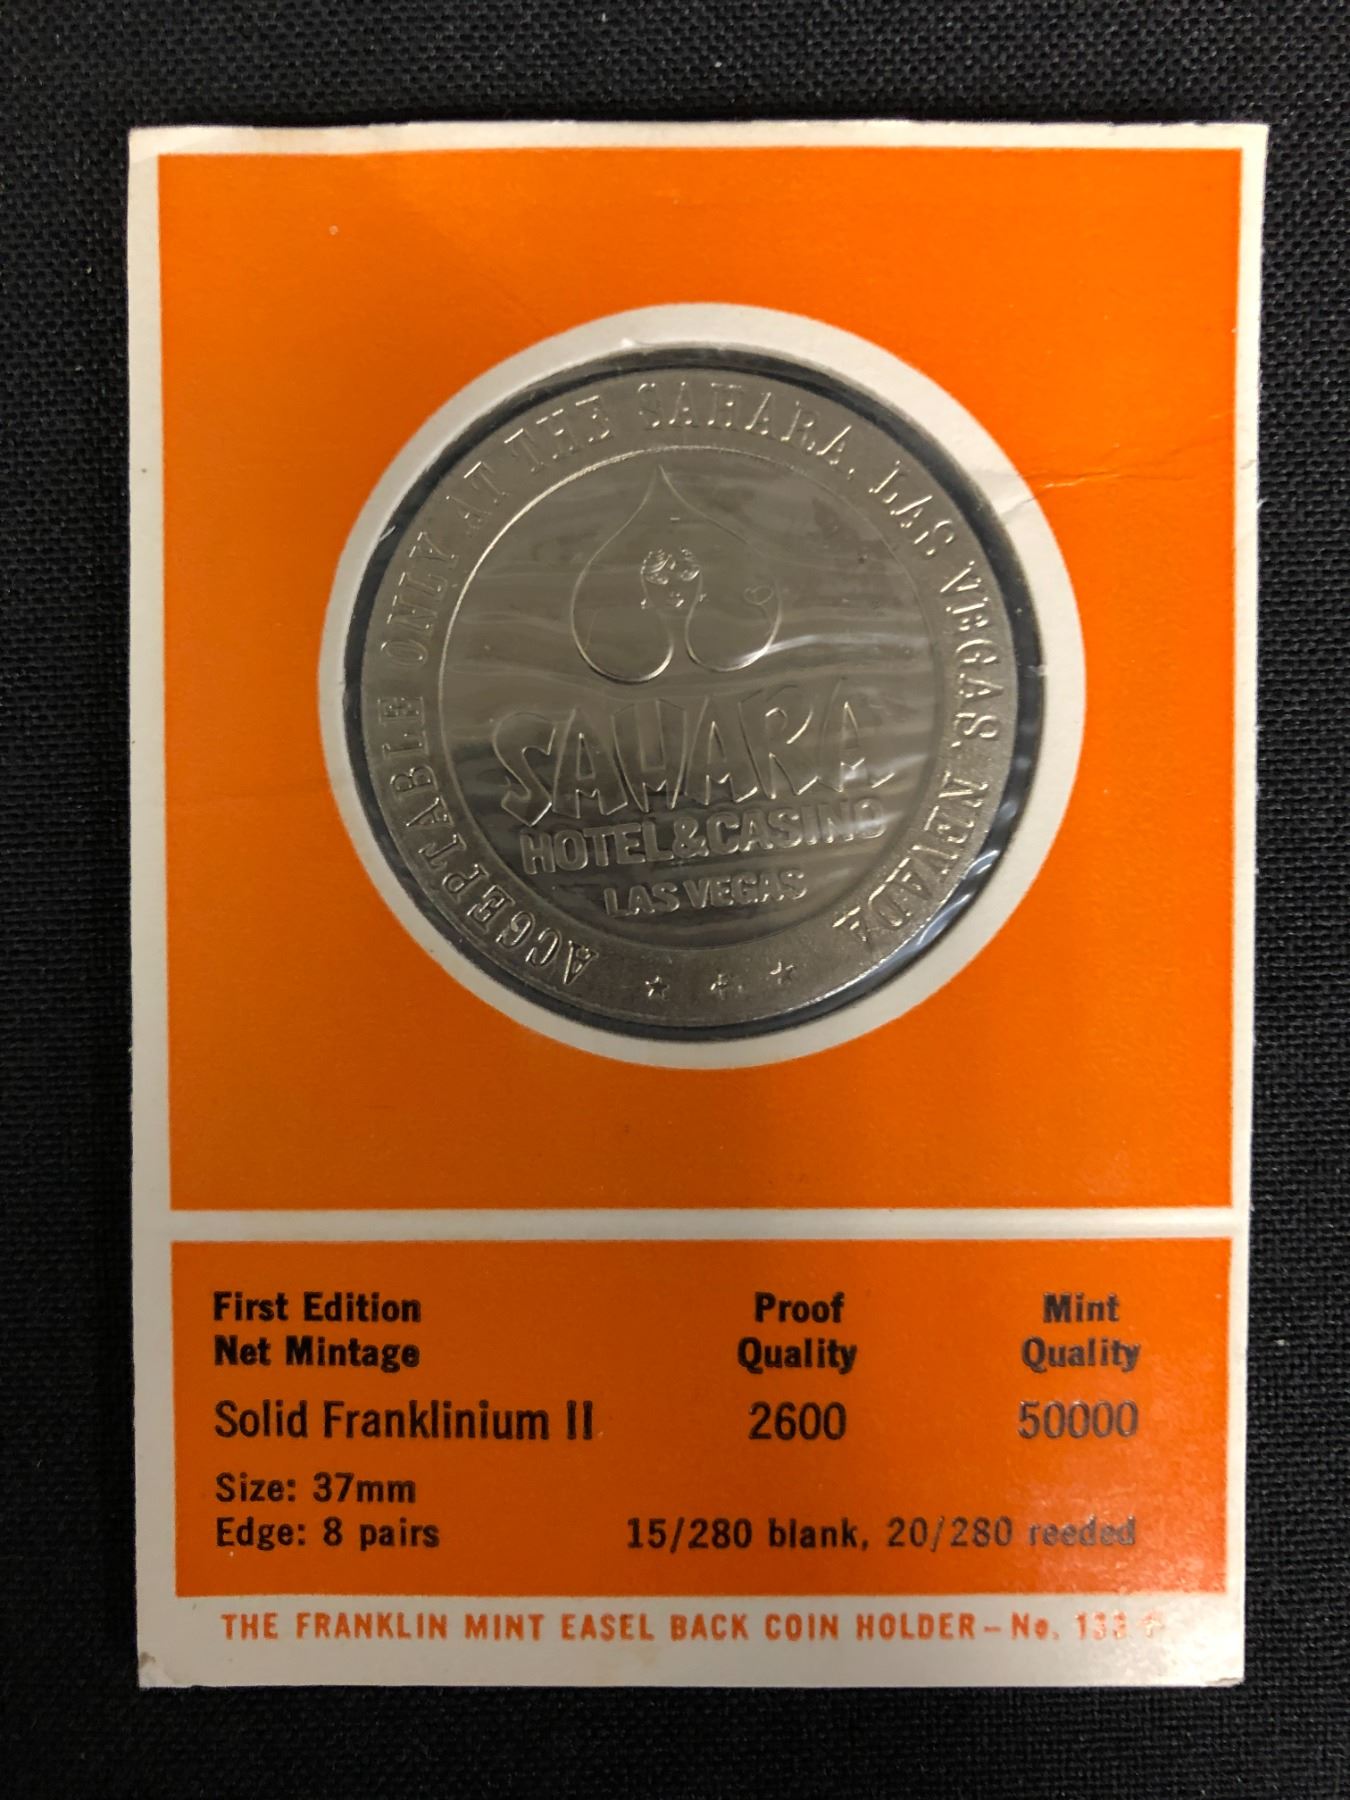 ACCEPTABLE ONLY AT THE SAHARA, LAS VEGAS, NEVADA
SAHARA
HOTEL & CASINO
LAS VEGAS
First Edition Net Mintage
Proof Quality
Mint Quality
Solid Franklinium II 2600 50000
Size: 37mm
Edge: 8 pairs 15/280 blank, 20/280 reeded
THE FRANKLIN MINT EASEL BACK COIN HOLDER – No.